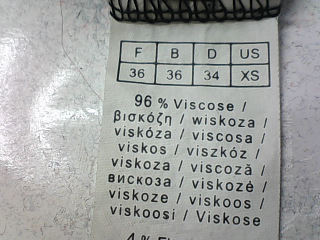 F B D US
36 36 34 XS
96 % Viscose /
βισκόζη / wiskoza /
viskóza / viscosa /
viskos / viszkóz /
viskoza / viscoză /
вискоза / viskozė /
viskoze / viskoos /
viskoosi / Viskose